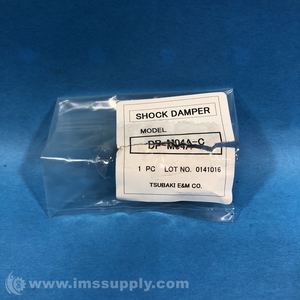 SHOCK DAMPER
MODEL
DP-M04A-C
1 PC LOT NO. 0141016
TSUBAKI E&M CO.
© www.imssupply.com